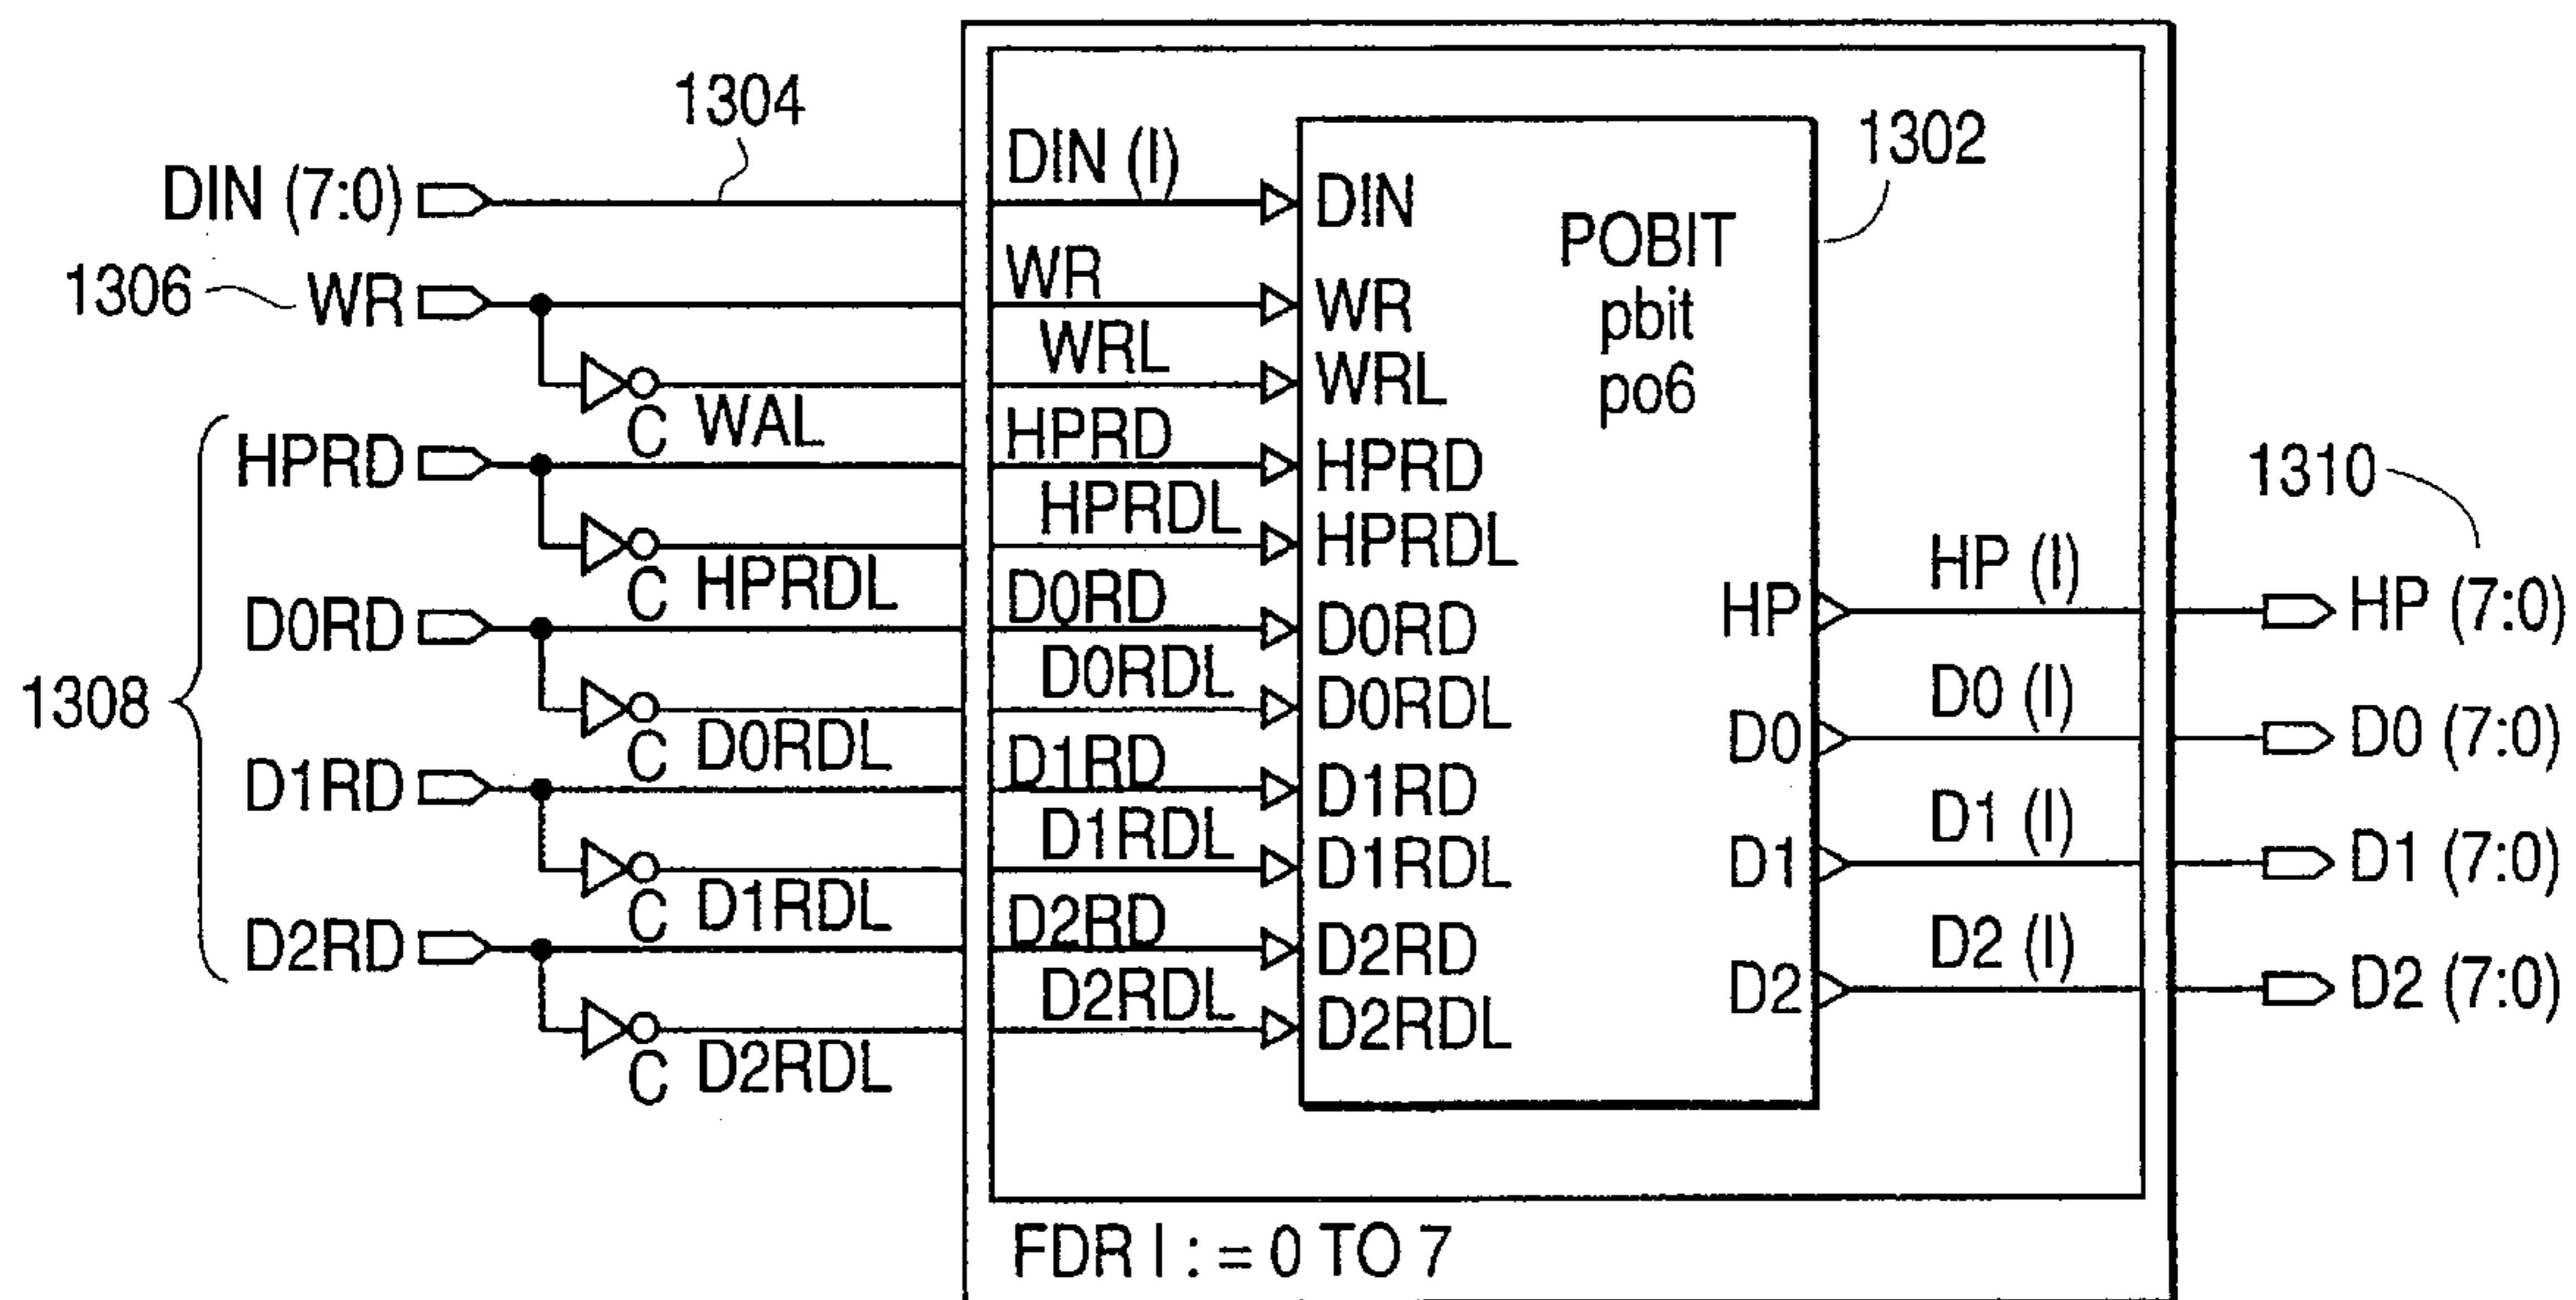 1304
DIN (7:0)
1306
WR
C WAL
1308
HPRD
C HPRDL
D0RD
C D0RDL
D1RD
C D1RDL
D2RD
C D2RDL
DIN (I)
WR
WRL
HPRD
HPRDL
D0RD
D0RDL
D1RD
D1RDL
D2RD
D2RDL
DIN
WR
WRL
HPRD
HPRDL
D0RD
D0RDL
D1RD
D1RDL
D2RD
D2RDL
POBIT
pbit
po6
1302
HP
D0
D1
D2
HP (I)
D0 (I)
D1 (I)
D2 (I)
1310
HP (7:0)
D0 (7:0)
D1 (7:0)
D2 (7:0)
FDR I : = 0 TO 7